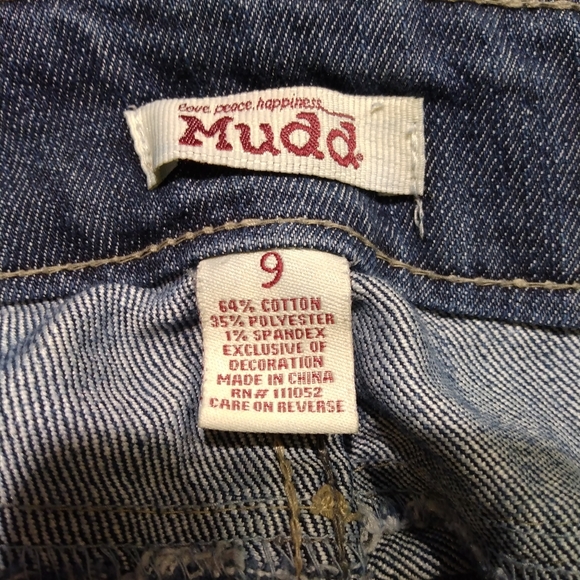 love, peace, happiness
Mudd
9
64% COTTON
35% POLYESTER
1% SPANDEX
EXCLUSIVE OF
DECORATION
MADE IN CHINA
RN# 111052
CARE ON REVERSE